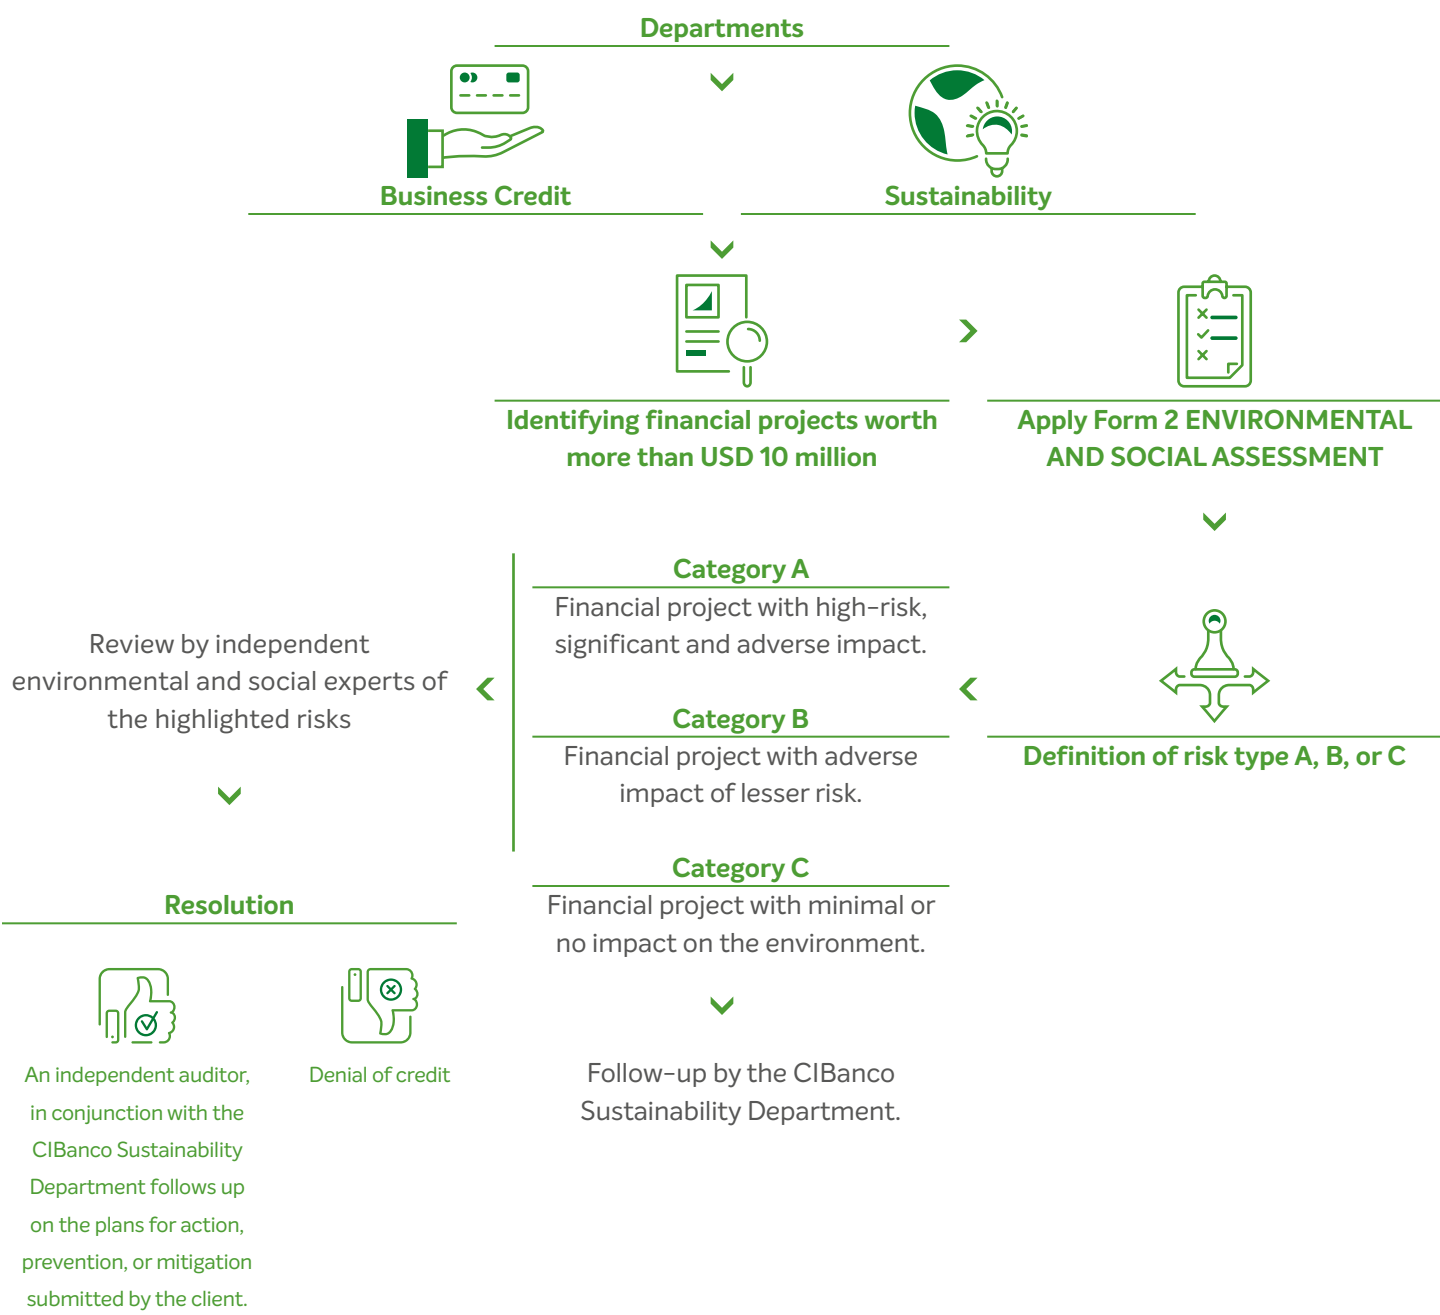 Departments
Business Credit
Sustainability
Identifying financial projects worth
more than USD 10 million
Apply Form 2 ENVIRONMENTAL
AND SOCIAL ASSESSMENT
Definition of risk type A, B, or C
Category A
Financial project with high-risk,
significant and adverse impact.
Category B
Financial project with adverse
impact of lesser risk.
Category C
Financial project with minimal or
no impact on the environment.
Follow-up by the CIBanco
Sustainability Department.
Review by independent
environmental and social experts of
the highlighted risks
Resolution
An independent auditor,
in conjunction with the
CIBanco Sustainability
Department follows up
on the plans for action,
prevention, or mitigation
submitted by the client.
Denial of credit